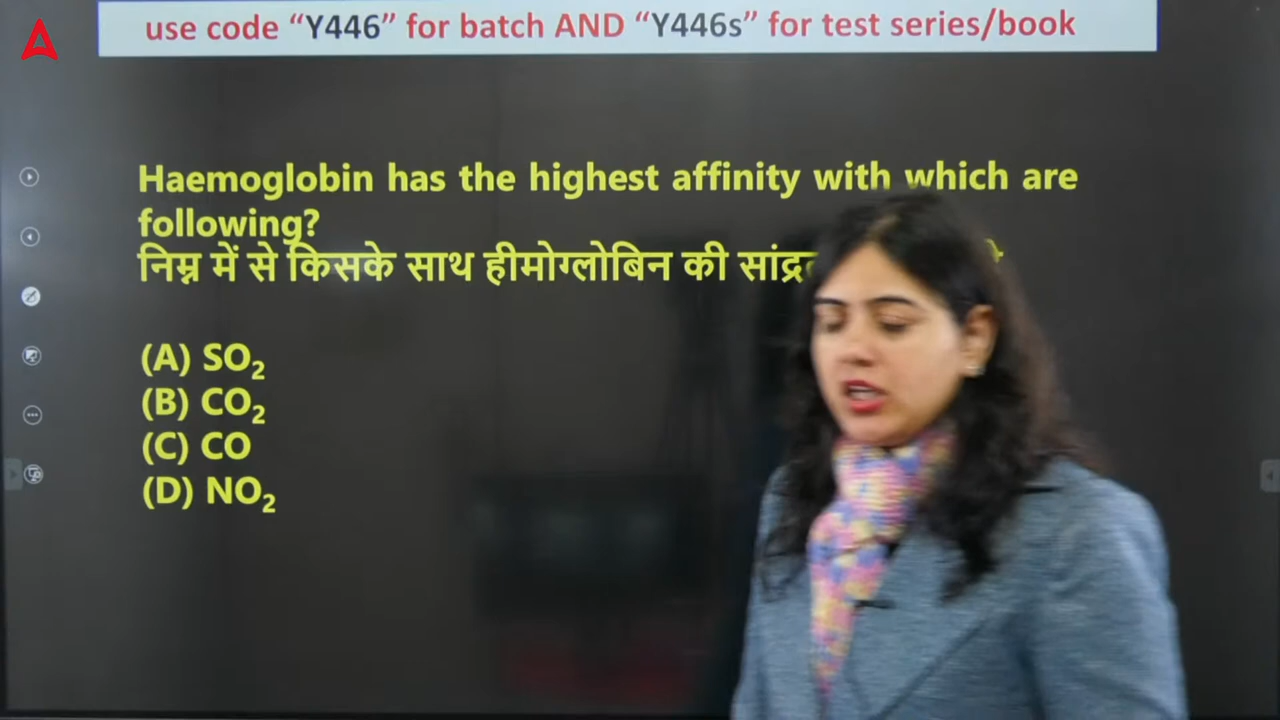 use code “Y446” for batch AND “Y446s” for test series/book
Haemoglobin has the highest affinity with which are
following?
निम्न में से किसके साथ हीमोग्लोबिन की
(A) SO₂
(B) CO₂
(C) CO
(D) NO₂